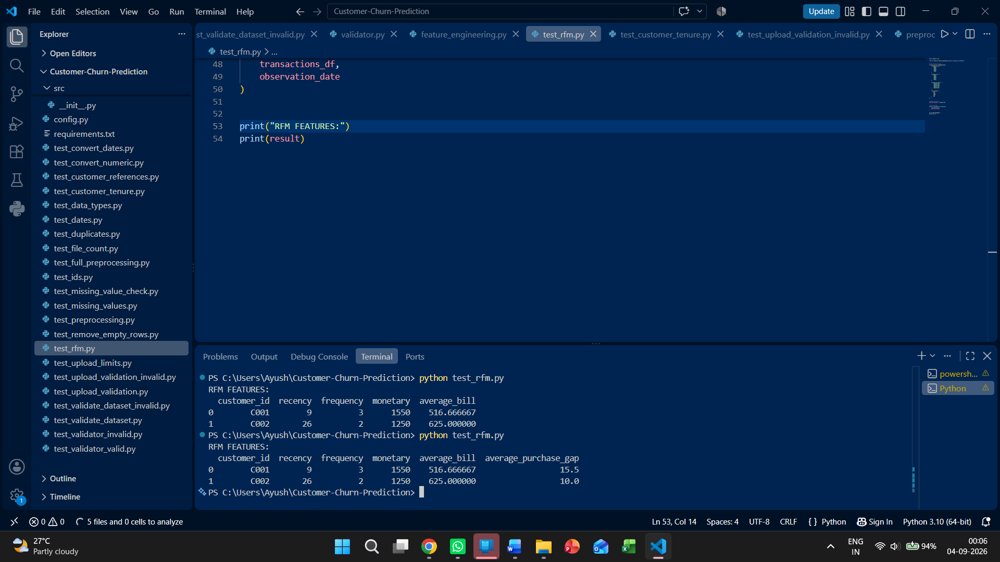 File Edit Selection View Go Run Terminal Help
Customer-Churn-Prediction
Update
Explorer
Open Editors
Customer-Churn-Prediction
src
__init__.py
config.py
requirements.txt
test_convert_dates.py
test_convert_numeric.py
test_customer_references.py
test_customer_tenure.py
test_data_types.py
test_dates.py
test_duplicates.py
test_file_count.py
test_full_preprocessing.py
test_ids.py
test_missing_value_check.py
test_missing_values.py
test_preprocessing.py
test_remove_empty_rows.py
test_rfm.py
test_upload_limits.py
test_upload_validation_invalid.py
test_upload_validation.py
test_validate_dataset_invalid.py
test_validate_dataset.py
test_validator_invalid.py
test_validator_valid.py
Outline
Timeline
1
st_validate_dataset_invalid.py validator.py feature_engineering.py test_rfm.py test_customer_tenure.py test_upload_validation_invalid.py preproc
test_rfm.py > ...
48 transactions_df,
49 observation_date
50 )
51
52
53 print("RFM FEATURES:")
54 print(result)
Problems Output Debug Console Terminal Ports
PS C:\Users\Ayush\Customer-Churn-Prediction> python test_rfm.py
RFM FEATURES:
customer_id recency frequency monetary average_bill
0 C001 9 3 1550 516.666667
1 C002 26 2 1250 625.000000
PS C:\Users\Ayush\Customer-Churn-Prediction> python test_rfm.py
RFM FEATURES:
customer_id recency frequency monetary average_bill average_purchase_gap
0 C001 9 3 1550 516.666667 15.5
1 C002 26 2 1250 625.000000 10.0
PS C:\Users\Ayush\Customer-Churn-Prediction>
powersh...
Python
0 0 5 files and 0 cells to analyze
Ln 53, Col 14 Spaces: 4 UTF-8 CRLF { } Python Sign In Python 3.10 (64-bit)
27°C
Partly cloudy
ENG
IN
94%
00:06
04-09-2026